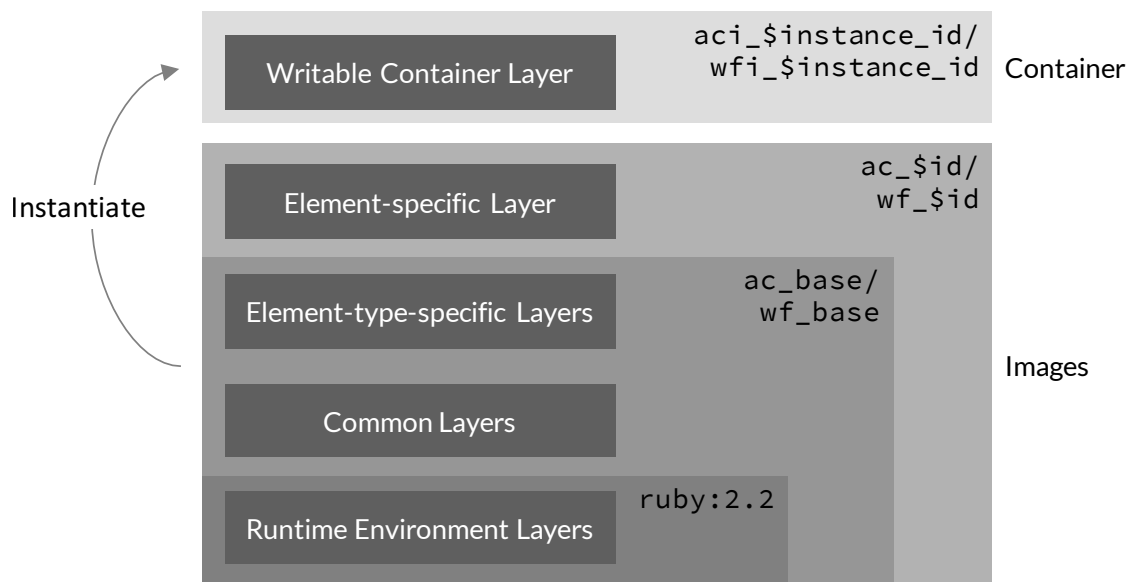 aci_$instance_id/
wfi_$instance_id
Writable Container Layer
Container
ac_$id/
wf_$id
Element-specific Layer
Instantiate
ac_base/
wf_base
Element-type-specific Layers
Images
Common Layers
ruby:2.2
Runtime Environment Layers